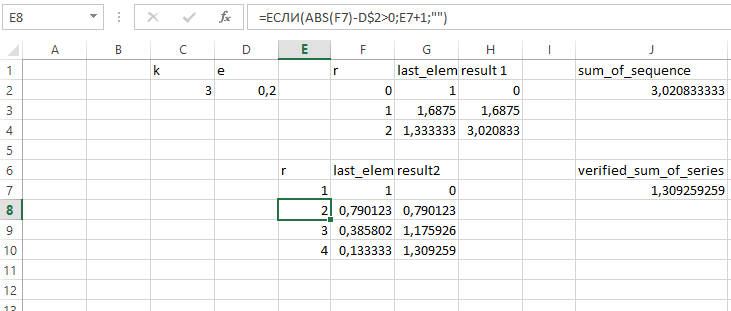 E8 fx =ЕСЛИ(ABS(F7)-D$2>0;E7+1;"")
A B C D E F G H I J
1 k e r last_elem result 1 sum_of_sequence
2 3 0,2 0 1 0 3,020833333
3 1 1,6875 1,6875
4 2 1,333333 3,020833
5
6 r last_elem result2 verified_sum_of_series
7 1 1 0 1,309259259
8 2 0,790123 0,790123
9 3 0,385802 1,175926
10 4 0,133333 1,309259
11
12